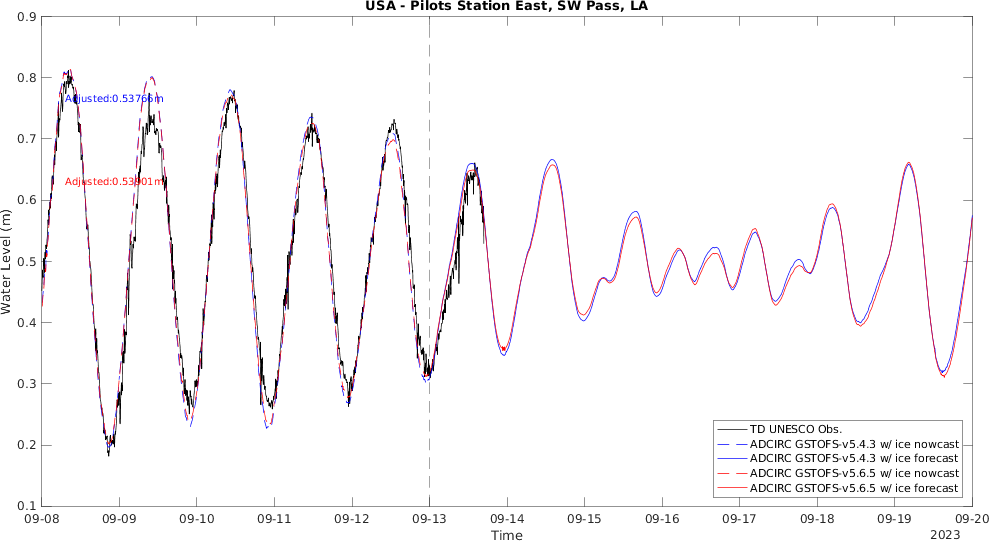 USA - Pilots Station East, SW Pass, LA
0.9
0.8
0.7
0.6
0.5
0.4
0.3
0.2
0.1
Water Level (m)
Adjusted:0.53766m
Adjusted:0.53901m
TD UNESCO Obs.
ADCIRC GSTOFS-v5.4.3 w/ ice nowcast
ADCIRC GSTOFS-v5.4.3 w/ ice forecast
ADCIRC GSTOFS-v5.6.5 w/ ice nowcast
ADCIRC GSTOFS-v5.6.5 w/ ice forecast
09-08 09-09 09-10 09-11 09-12 09-13 09-14 09-15 09-16 09-17 09-18 09-19 09-20
Time
2023